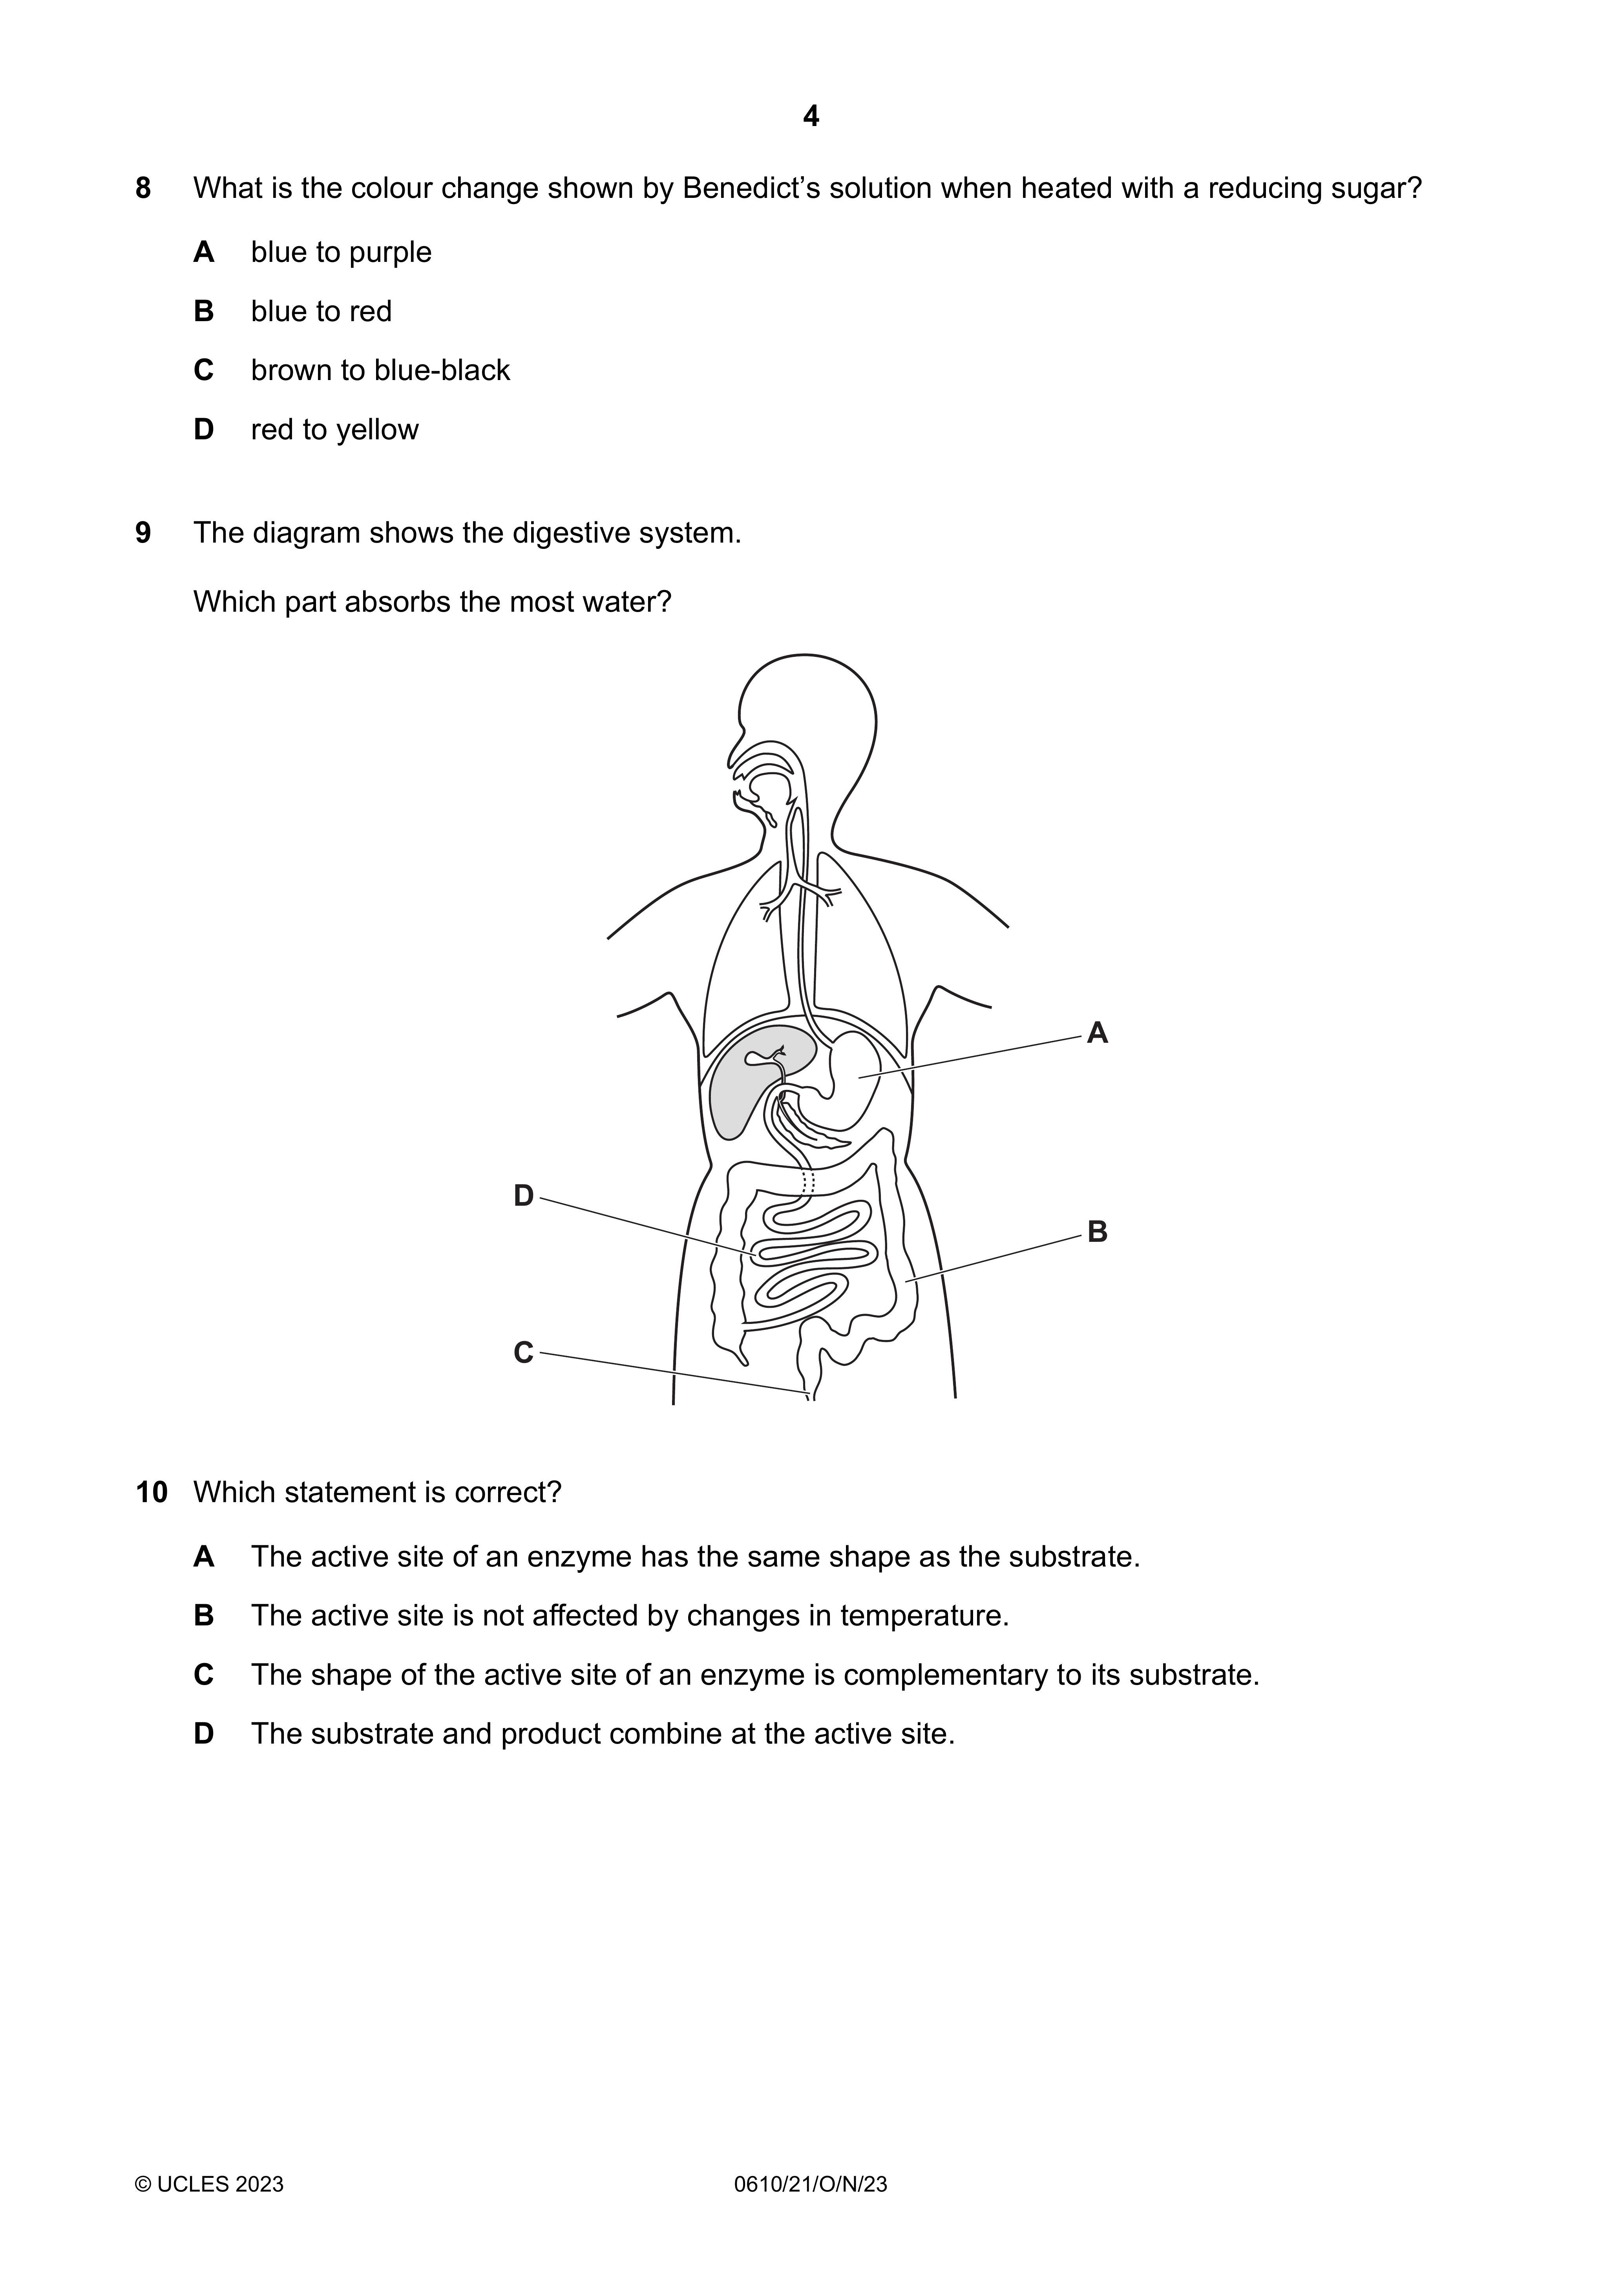 4
8 What is the colour change shown by Benedict’s solution when heated with a reducing sugar?
A blue to purple
B blue to red
C brown to blue-black
D red to yellow
9 The diagram shows the digestive system.
Which part absorbs the most water?
A
D
B
C
10 Which statement is correct?
A The active site of an enzyme has the same shape as the substrate.
B The active site is not affected by changes in temperature.
C The shape of the active site of an enzyme is complementary to its substrate.
D The substrate and product combine at the active site.
© UCLES 2023 0610/21/O/N/23